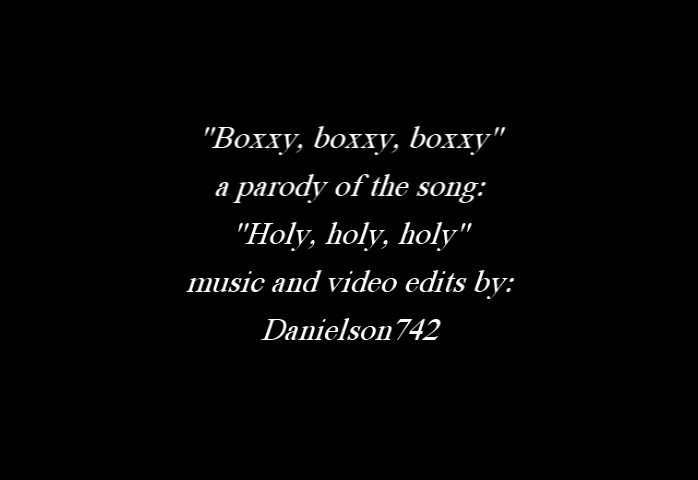 "Boxxy, boxxy, boxxy"
a parody of the song:
"Holy, holy, holy"
music and video edits by:
Danielson742